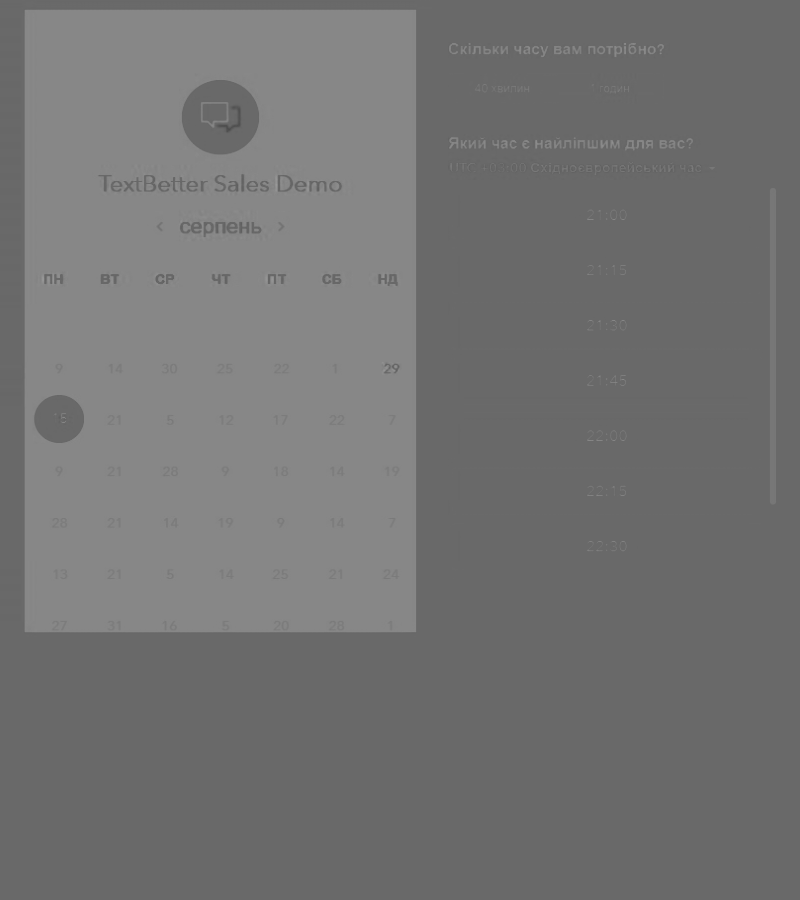 TextBetter Sales Demo
< серпень >
ПН ВТ СР ЧТ ПТ СБ НД
9 14 30 25 22 1 29
21 5 12 17 22 7
9 21 28 9 18 14 19
28 21 14 19 9 14 7
13 21 5 14 25 21 24
27 31 16 5 20 28 1
Скільки часу вам потрібно?
40 хвилин 1 годин
Який час є найліпшим для вас?
Східноєвропейський час
21:00
21:15
21:30
21:45
22:00
22:15
22:30